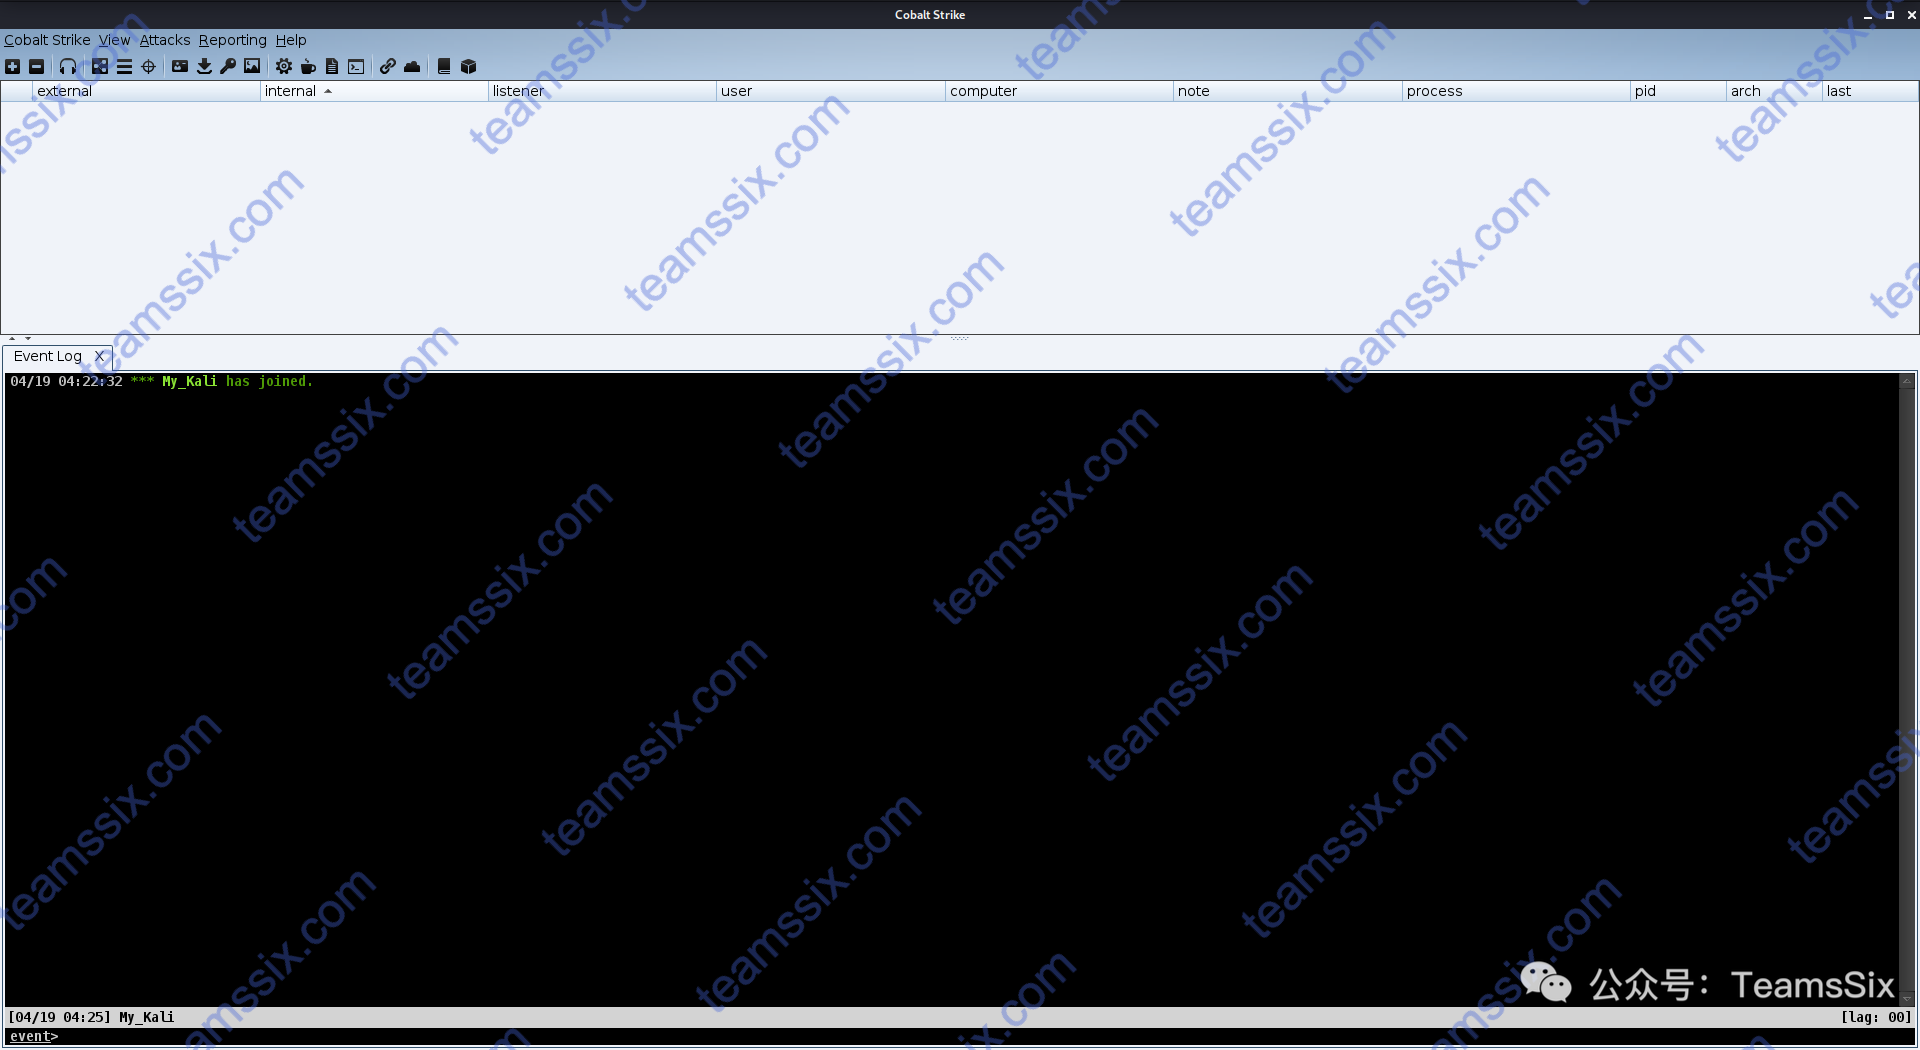 Cobalt Strike
Cobalt Strike View Attacks Reporting Help
external internal listener user computer note process pid arch last
Event Log X
04/19 04:22:32 *** My_Kali has joined.
公众号：TeamsSix
[04/19 04:25] My_Kali [lag: 00]
event>
teamssix.com